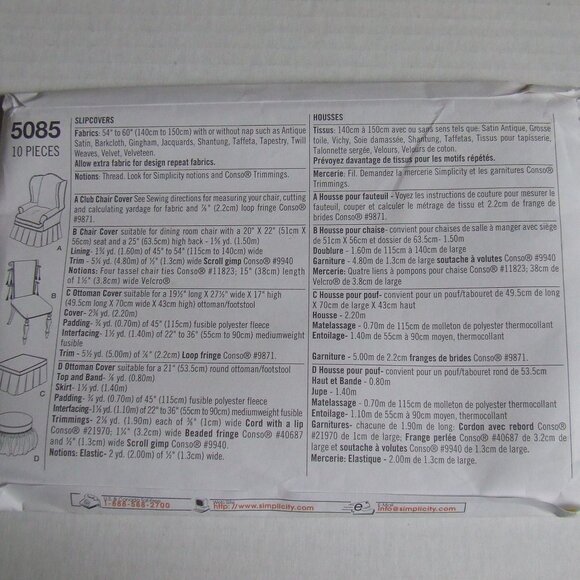 5085
10 PIECES
A
B
C
D
SLIPCOVERS
Fabrics: 54" to 60" (140cm to 150cm) with or without nap such as Antique
Satin, Barkcloth, Gingham, Jacquards, Shantung, Taffeta, Tapestry, Twill
Weaves, Velvet, Velveteen.
Allow extra fabric for design repeat fabrics.
Notions: Thread. Look for Simplicity notions and Conso® Trimmings.
A Club Chair Cover See Sewing directions for measuring your chair, cutting
and calculating yardage for fabric and ⅞" (2.2cm) loop fringe Conso®
#9871.
B Chair Cover suitable for dining room chair with a 20" X 22" (51cm X
56cm) seat and a 25" (63.5cm) high back - 1⅝ yd. (1.50m)
Lining - 1¾ yd. (1.60m) of 45" to 54" (115cm to 140cm) wide
Trim - 5¼ yd. (4.80m) of ½" (1.3cm) wide Scroll gimp Conso® #9940
Notions: Four tassel chair ties Conso® #11823; 15" (38cm) length
of 1½" (3.8cm) wide Velcro®
C Ottoman Cover suitable for a 19½" long X 27½" wide X 17" high
(49.5cm long X 70cm wide X 43cm high) ottoman/footstool
Cover-2⅜ yd. (2.20m)
Padding-¾ yd. (0.70m) of 45" (115cm) fusible polyester fleece
Interfacing-1½ yd. (1.40m) of 22" to 36" (55cm to 90cm) mediumweight
fusible
Trim - 5½ yd. (5.00m) of ⅞" (2.2cm) Loop fringe Conso® #9871.
D Ottoman Cover suitable for a 21" (53.5cm) round ottoman/footstool
Top and Band-⅞ yd. (0.80m)
Skirt-1½ yd. (1.40m)
Padding - ¾ yd. (0.70m) of 45" (115cm) fusible polyester fleece
Interfacing-1⅛ yd. (1.10m) of 22" to 36" (55cm to 90cm) mediumweight fusible
Trimmings-2⅛ yd. (1.90m) each of ⅜" (1cm) wide Cord with a lip
Conso® #21970; 1¼" (3.2cm) wide Beaded fringe Conso® #40687
and ½" (1.3cm) wide Scroll gimp Conso® #9940.
Notions: Elastic- 2 yd. (2.00m) of ½" (1.3cm) wide.
HOUSSES
Tissus: 140cm à 150cm avec ou sans sens tels que: Satin Antique, Grosse
toile, Vichy, Soie damassée, Shantung, Taffetas, Tissus pour tapisserie,
Talonnette sergée, Velours, Velours de coton.
Prévoyez davantage de tissus pour les motifs répétés.
Mercerie: Fil. Demandez la mercerie Simplicity et les garnitures Conso®
Trimmings.
A Housse pour fauteuil - Voyez les instructions de couture pour mesurer le
fauteuil, couper et calculer le métrage de tissu et 2.2cm de frange de
brides Conso® #9871.
B Housse pour chaise- convient pour chaises de salle à manger avec siège
de 51cm X 56cm et dossier de 63.5cm- 1.50m
Doublure - 1.60m de 115cm à 140cm de large
Garniture - 4.80m de 1.3cm de large soutache à volutes Conso® #9940
Mercerie: Quatre liens à pompons pour chaise Conso® #11823; 38cm de
Velcro® de 3.8cm de large
C Housse pour pouf- convient pour un pouf/tabouret de 49.5cm de long
X 70cm de large X 43cm haut
Housse - 2.20m
Matelassage - 0.70m de 115cm de molleton de polyester thermocollant
Entoilage - 1.40m de 55cm à 90cm moyen, thermocollant
Garniture - 5.00m de 2.2cm franges de brides Conso® #9871.
D Housse pour pouf- convient pour un pouf/tabouret rond de 53.5cm
Haut et Bande - 0.80m
Jupe - 1.40m
Matelassage - 0.70m de 115cm de molleton de polyester thermocollant
Entoilage - 1.10m de 55cm à 90cm moyen, thermocollant
Garnitures- chacune de 1.90m de long: Cordon avec rebord Conso®
#21970 de 1cm de large; Frange perlée Conso® #40687 de 3.2cm de large
et soutache à volutes Conso® #9940 de 1.3cm de large.
Mercerie: Elastique - 2.00m de 1.3cm de large.
1-888-588-2700
Web Site
http://www.simplicity.com
E-Mail
info@simplicity.com